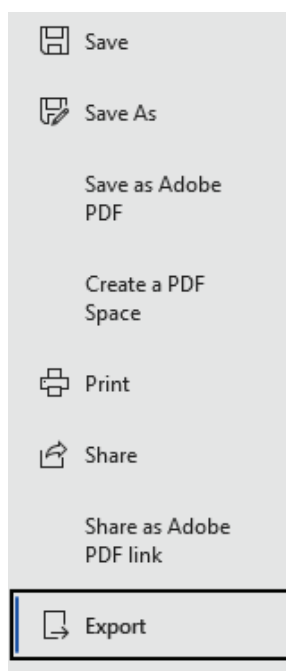 Save
Save As
Save as Adobe
PDF
Create a PDF
Space
Print
Share
Share as Adobe
PDF link
Export